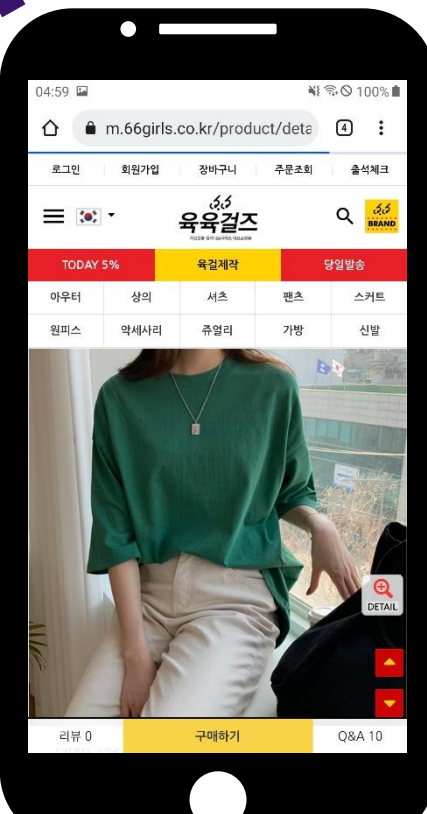 04:59 100%
m.66girls.co.kr/product/deta 4
로그인 회원가입 장바구니 주문조회 출석체크
육육걸즈
BRAND
TODAY 5% 육걸제작 당일발송
아우터 상의 셔츠 팬츠 스커트
원피스 악세사리 쥬얼리 가방 신발
DETAIL
리뷰 0 구매하기 Q&A 10